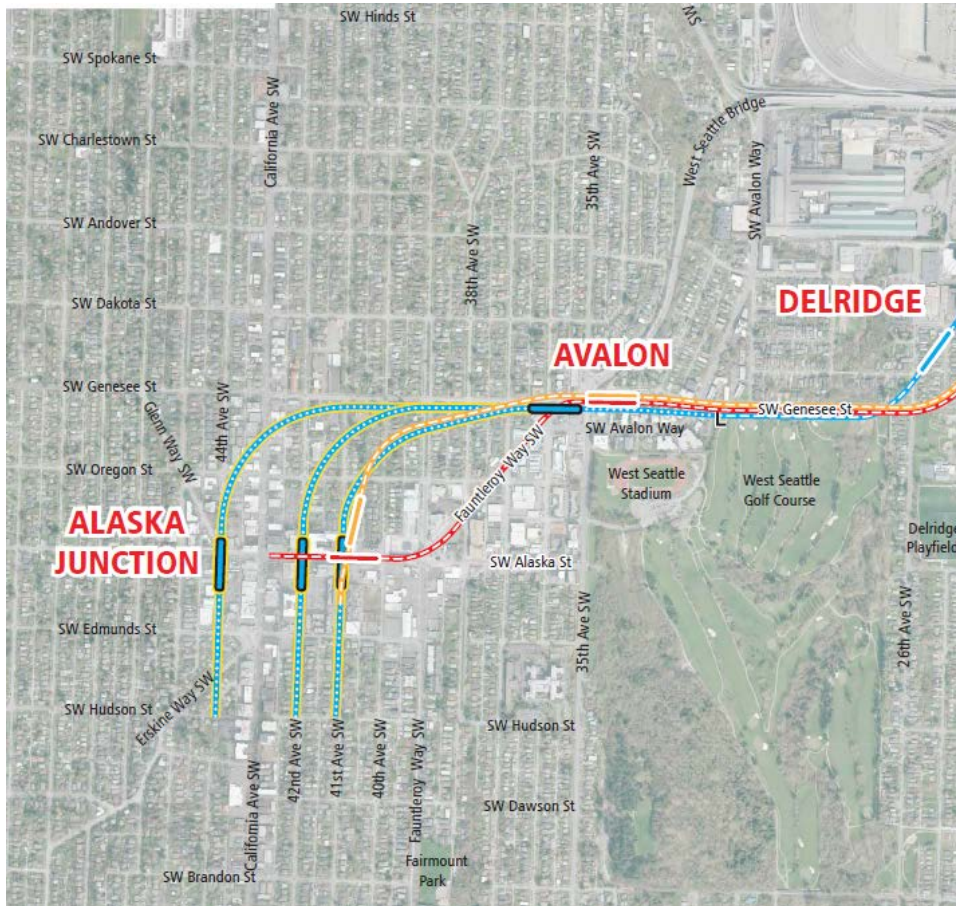 SW Hinds St
SW
SW Spokane St
California Ave SW
West Seattle Bridge
SW Charlestown St
35th Ave SW
SW Avalon Way
SW Andover St
38th Ave SW
SW Dakota St
DELRIDGE
AVALON
SW Genesee St
44th Ave SW
Glenn Way SW
SW Genesee St
SW Avalon Way
Fauntleroy Way SW
L
SW Oregon St
West Seattle
Stadium
West Seattle
Golf Course
ALASKA
JUNCTION
Delridge
Playfield
SW Alaska St
SW Edmunds St
35th Ave SW
26th Ave SW
Erskine Way SW
SW Hudson St
SW Hudson St
42nd Ave SW
41st Ave SW
40th Ave SW
Fauntleroy Way SW
California Ave SW
SW Dawson St
Fairmount
Park
SW Brandon St